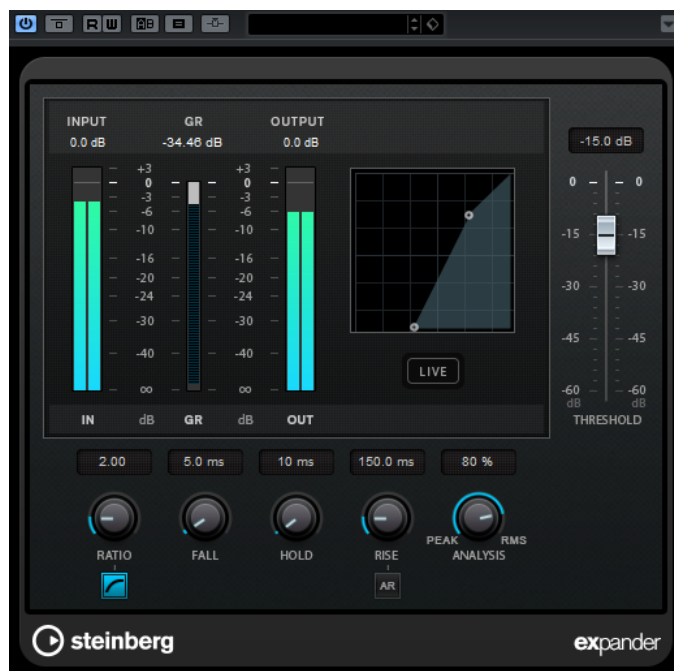 R W A B
INPUT GR OUTPUT
0.0 dB -34.46 dB 0.0 dB -15.0 dB
+3 +3
0 0 0 0
-3 -3
-6 -6
-10 -10 -15 -15
-16 -16
-20 -20
-24 -24 -30 -30
-30 -30
-40 -40 -45 -45
LIVE
∞ ∞ -60 -60
dB dB
IN dB GR dB OUT THRESHOLD
2.00 5.0 ms 10 ms 150.0 ms 80 %
PEAK RMS
RATIO FALL HOLD RISE ANALYSIS
AR
steinberg expander